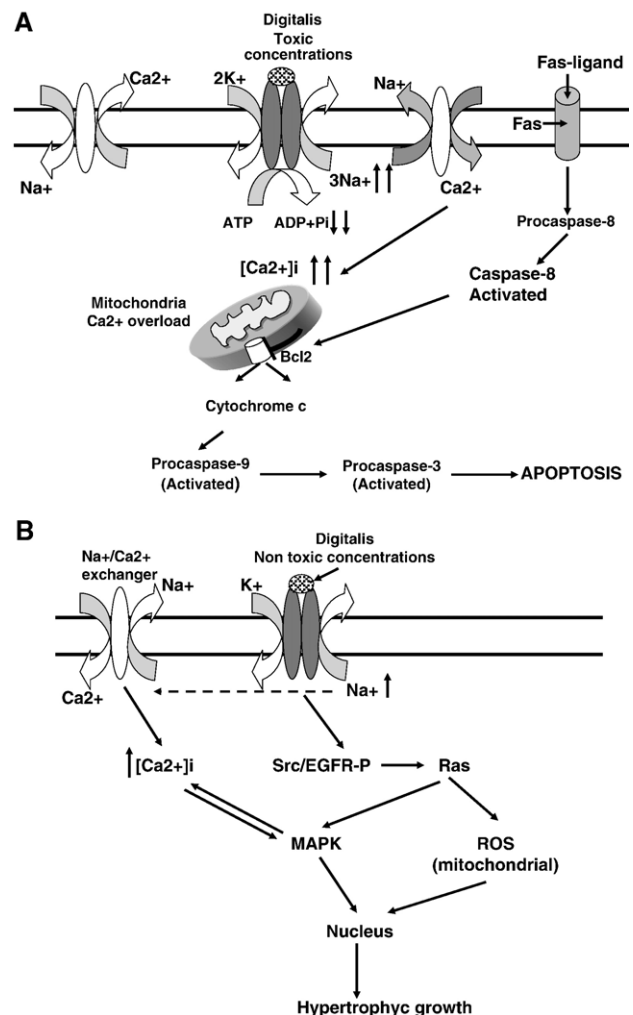 A
Digitalis
Toxic
concentrations
Ca2+
2K+
Na+
Fas-ligand
Fas
Na+
3Na+
Ca2+
ATP
ADP+Pi
Procaspase-8
[Ca2+]i
Caspase-8
Activated
Mitochondria
Ca2+ overload
Bcl2
Cytochrome c
Procaspase-9
(Activated)
Procaspase-3
(Activated)
APOPTOSIS
B
Digitalis
Non toxic concentrations
Na+/Ca2+
exchanger
Na+
K+
Ca2+
Na+
[Ca2+]i
Src/EGFR-P
Ras
MAPK
ROS
(mitochondrial)
Nucleus
Hypertrophyc growth